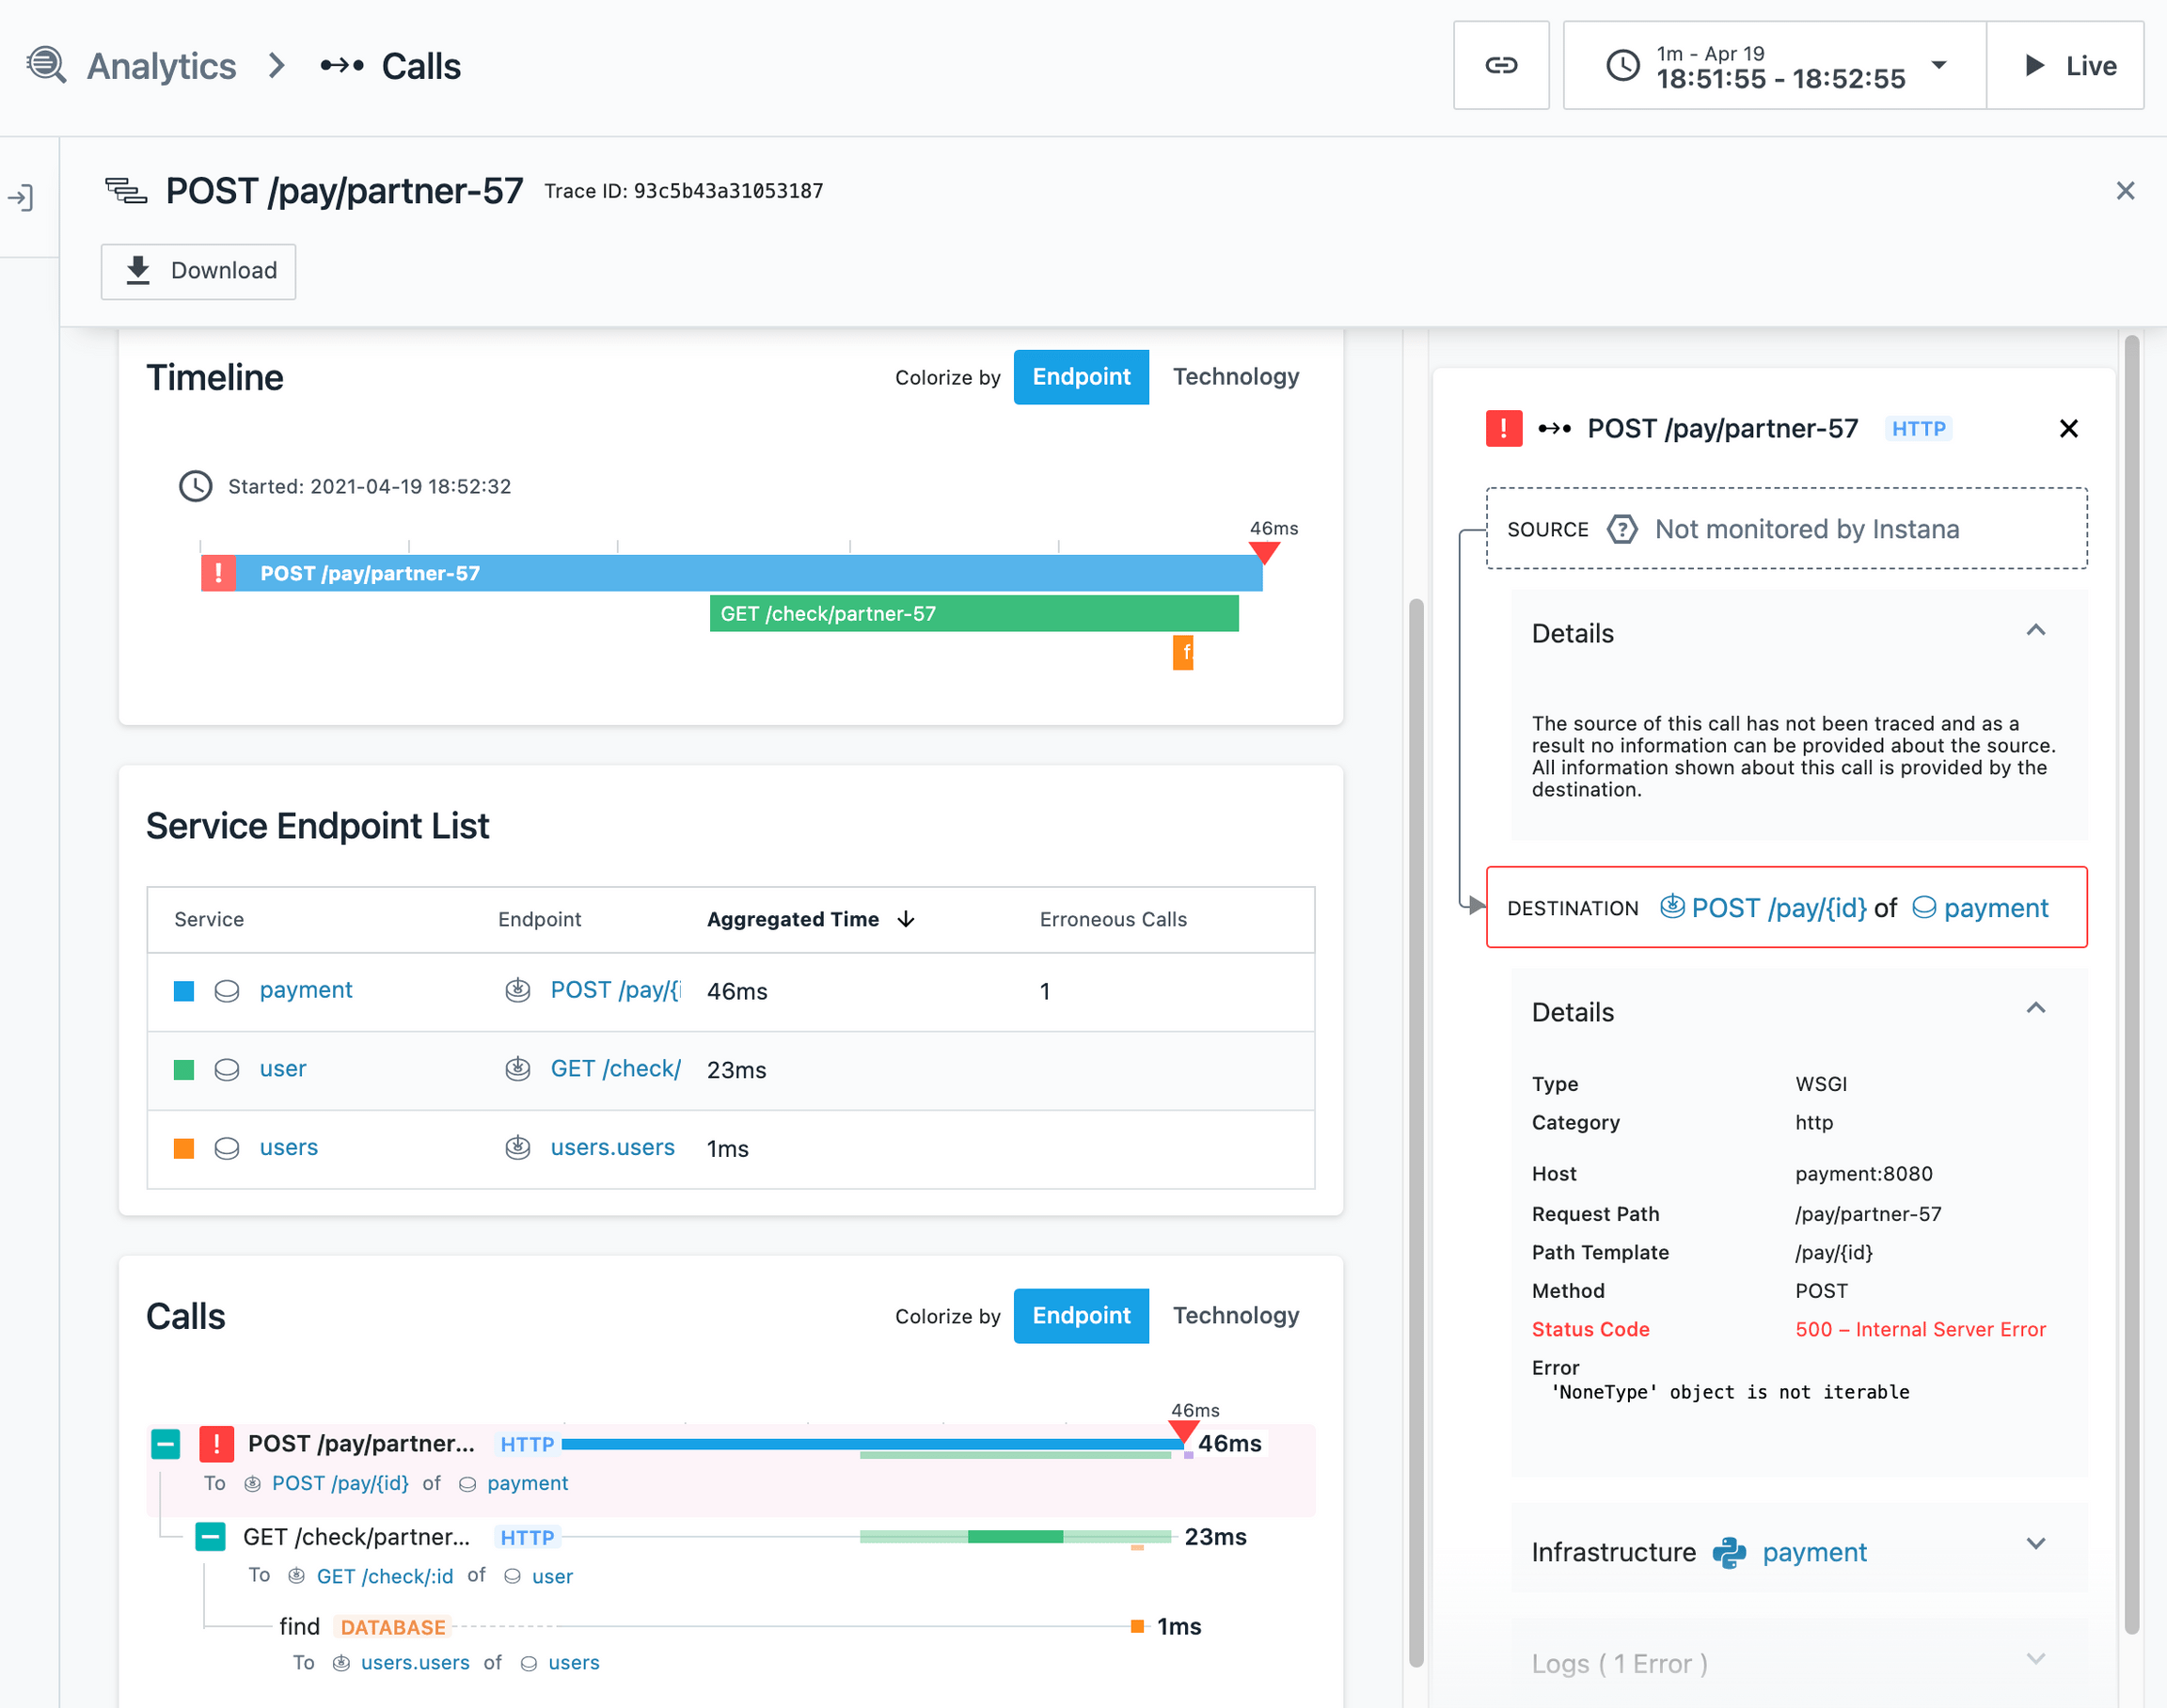 Analytics > Calls
1m - Apr 19
18:51:55 - 18:52:55
Live
POST /pay/partner-57 Trace ID: 93c5b43a31053187
Download
Timeline
Colorize by Endpoint Technology
Started: 2021-04-19 18:52:32
46ms
! POST /pay/partner-57
GET /check/partner-57
f
Service Endpoint List
Service Endpoint Aggregated Time Erroneous Calls
payment POST /pay/{i 46ms 1
user GET /check/ 23ms
users users.users 1ms
Calls
Colorize by Endpoint Technology
46ms
! POST /pay/partner... HTTP 46ms
To POST /pay/{id} of payment
GET /check/partner... HTTP 23ms
To GET /check/:id of user
find DATABASE 1ms
To users.users of users
! POST /pay/partner-57 HTTP
SOURCE ? Not monitored by Instana
Details
The source of this call has not been traced and as a
result no information can be provided about the source.
All information shown about this call is provided by the
destination.
DESTINATION POST /pay/{id} of payment
Details
Type WSGI
Category http
Host payment:8080
Request Path /pay/partner-57
Path Template /pay/{id}
Method POST
Status Code 500 – Internal Server Error
Error
'NoneType' object is not iterable
Infrastructure payment
Logs ( 1 Error )